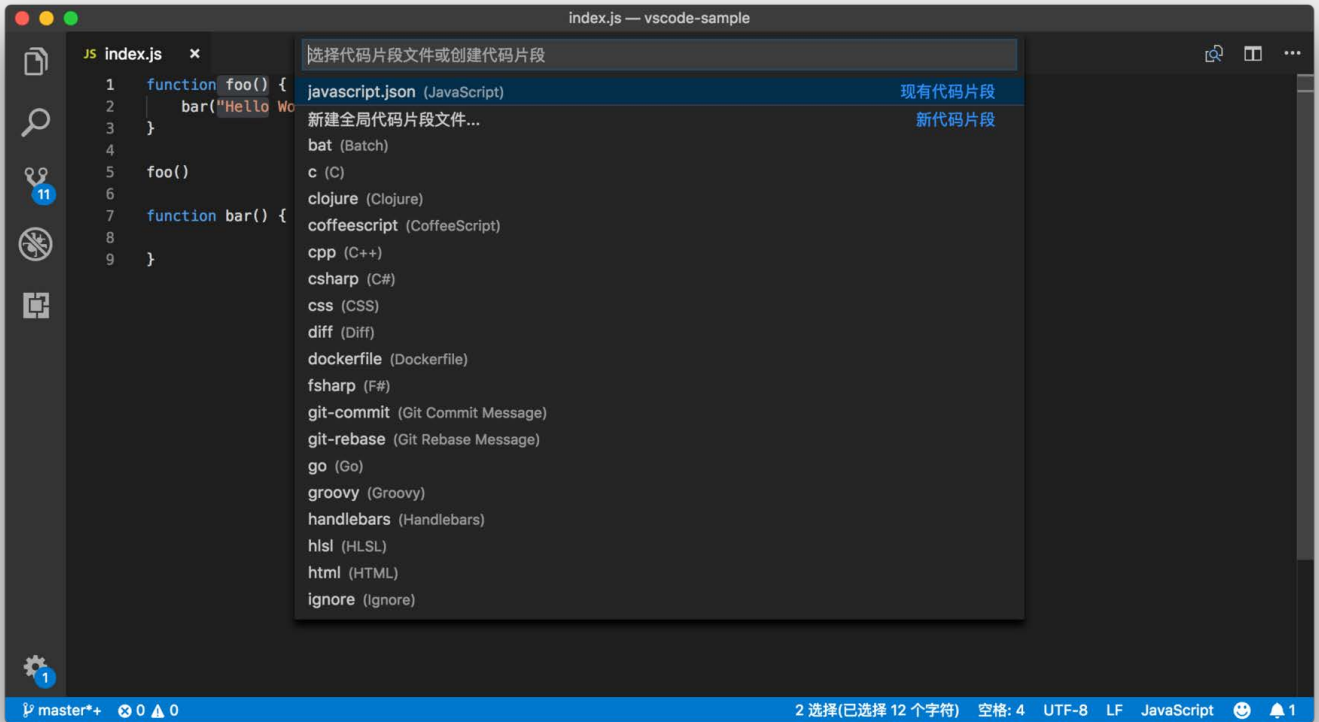 index.js — vscode-sample
JS index.js ×
选择代码片段文件或创建代码片段
javascript.json (JavaScript) 现有代码片段
新建全局代码片段文件... 新代码片段
bat (Batch)
c (C)
clojure (Clojure)
coffeescript (CoffeeScript)
cpp (C++)
csharp (C#)
css (CSS)
diff (Diff)
dockerfile (Dockerfile)
fsharp (F#)
git-commit (Git Commit Message)
git-rebase (Git Rebase Message)
go (Go)
groovy (Groovy)
handlebars (Handlebars)
hlsl (HLSL)
html (HTML)
ignore (Ignore)
1 function foo() {
2 bar("Hello Wo
3 }
4
5 foo()
6
7 function bar() {
8
9 }
11
1
master*+ 0 0 2 选择(已选择 12 个字符) 空格: 4 UTF-8 LF JavaScript 1